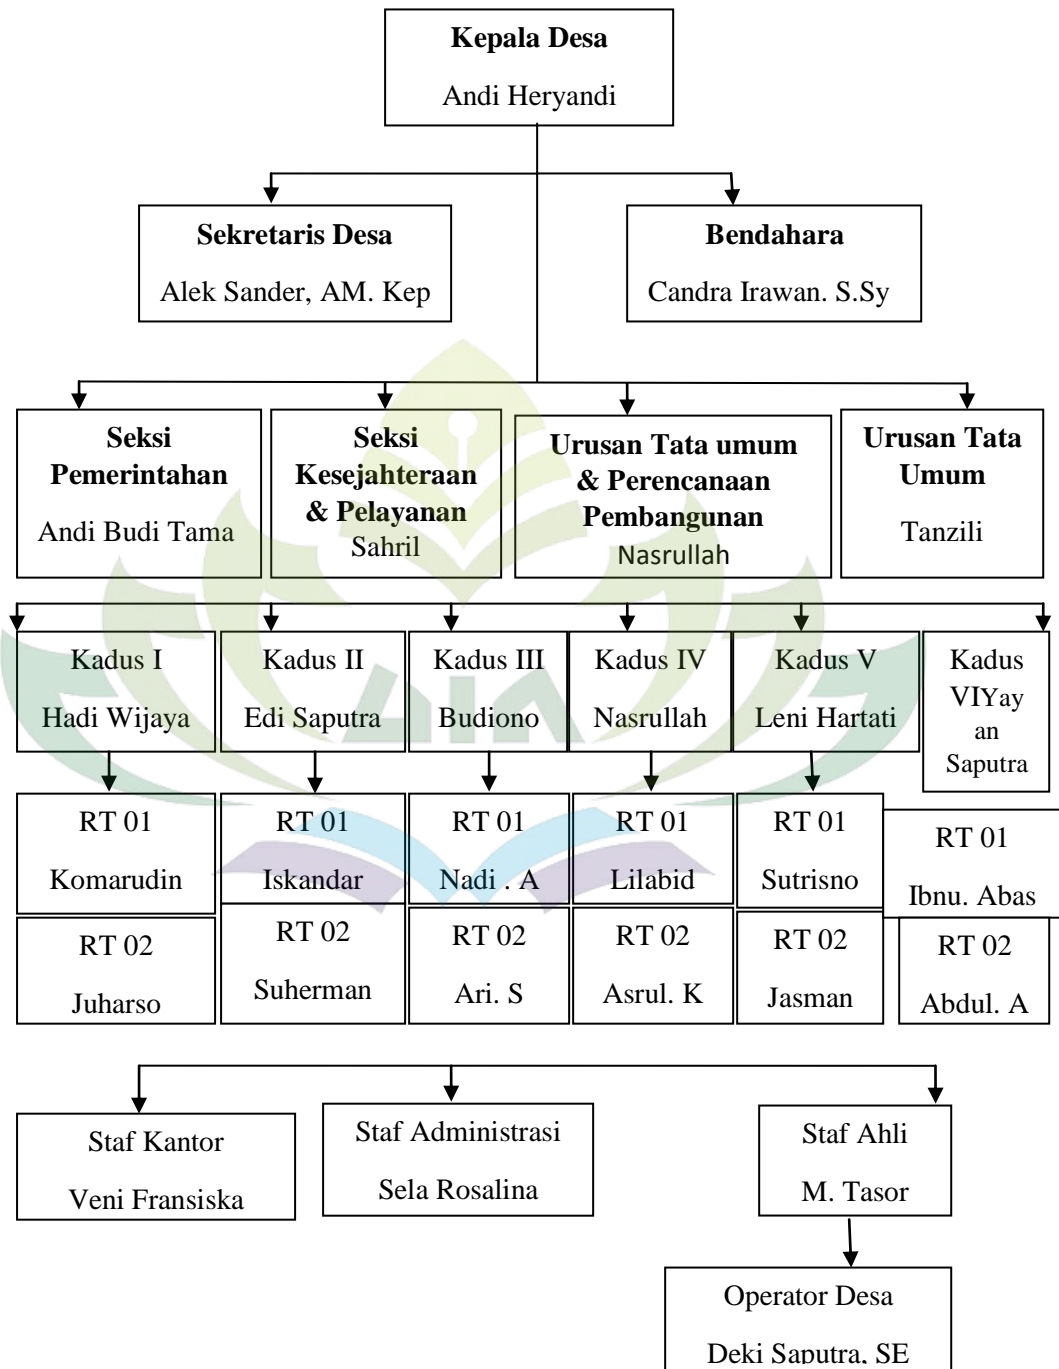 Kepala Desa
Andi Heryandi
Sekretaris Desa
Alek Sander, AM. Kep
Bendahara
Candra Irawan. S.Sy
Seksi
Pemerintahan
Andi Budi Tama
Seksi
Kesejahteraan
& Pelayanan
Sahril
Urusan Tata umum
& Perencanaan
Pembangunan
Nasrullah
Urusan Tata
Umum
Tanzili
Kadus I
Hadi Wijaya
Kadus II
Edi Saputra
Kadus III
Budiono
Kadus IV
Nasrullah
Kadus V
Leni Hartati
Kadus
VIYay
an
Saputra
RT 01
Komarudin
RT 01
Iskandar
RT 01
Nadi . A
RT 01
Lilabid
RT 01
Sutrisno
RT 01
Ibnu. Abas
RT 02
Juharso
RT 02
Suherman
RT 02
Ari. S
RT 02
Asrul. K
RT 02
Jasman
RT 02
Abdul. A
Staf Kantor
Veni Fransiska
Staf Administrasi
Sela Rosalina
Staf Ahli
M. Tasor
Operator Desa
Deki Saputra, SE